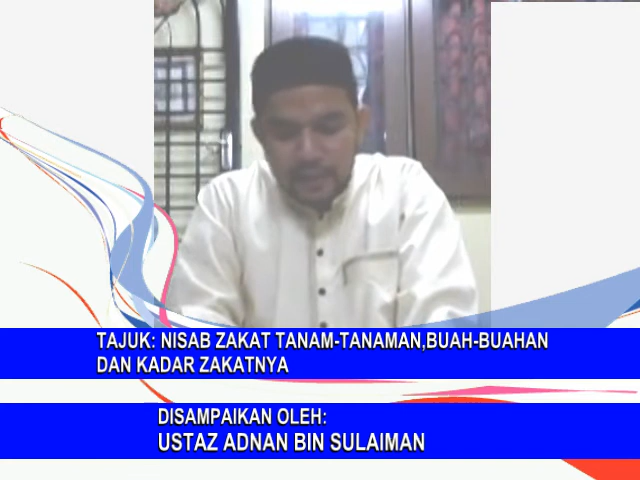 TAJUK: NISAB ZAKAT TANAM-TANAMAN,BUAH-BUAHAN
DAN KADAR ZAKATNYA
DISAMPAIKAN OLEH:
USTAZ ADNAN BIN SULAIMAN